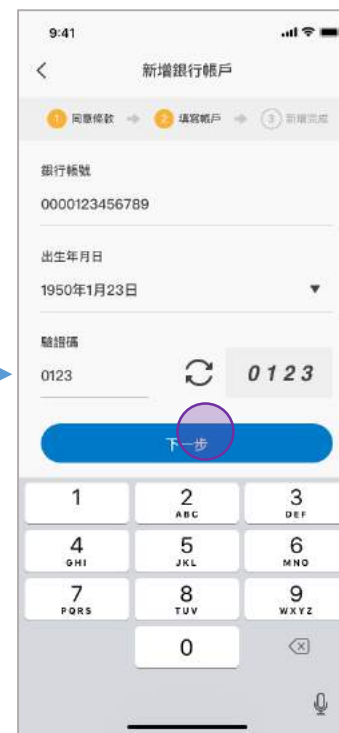 9:41
新增銀行帳戶
1 同意條款 2 填寫帳戶 3 新增完成
銀行帳號
0000123456789
出生年月日
1950年1月23日
驗證碼
0123 0123
下一步
1 2 3
ABC DEF
4 5 6
GHI JKL MNO
7 8 9
PQRS TUV WXYZ
0